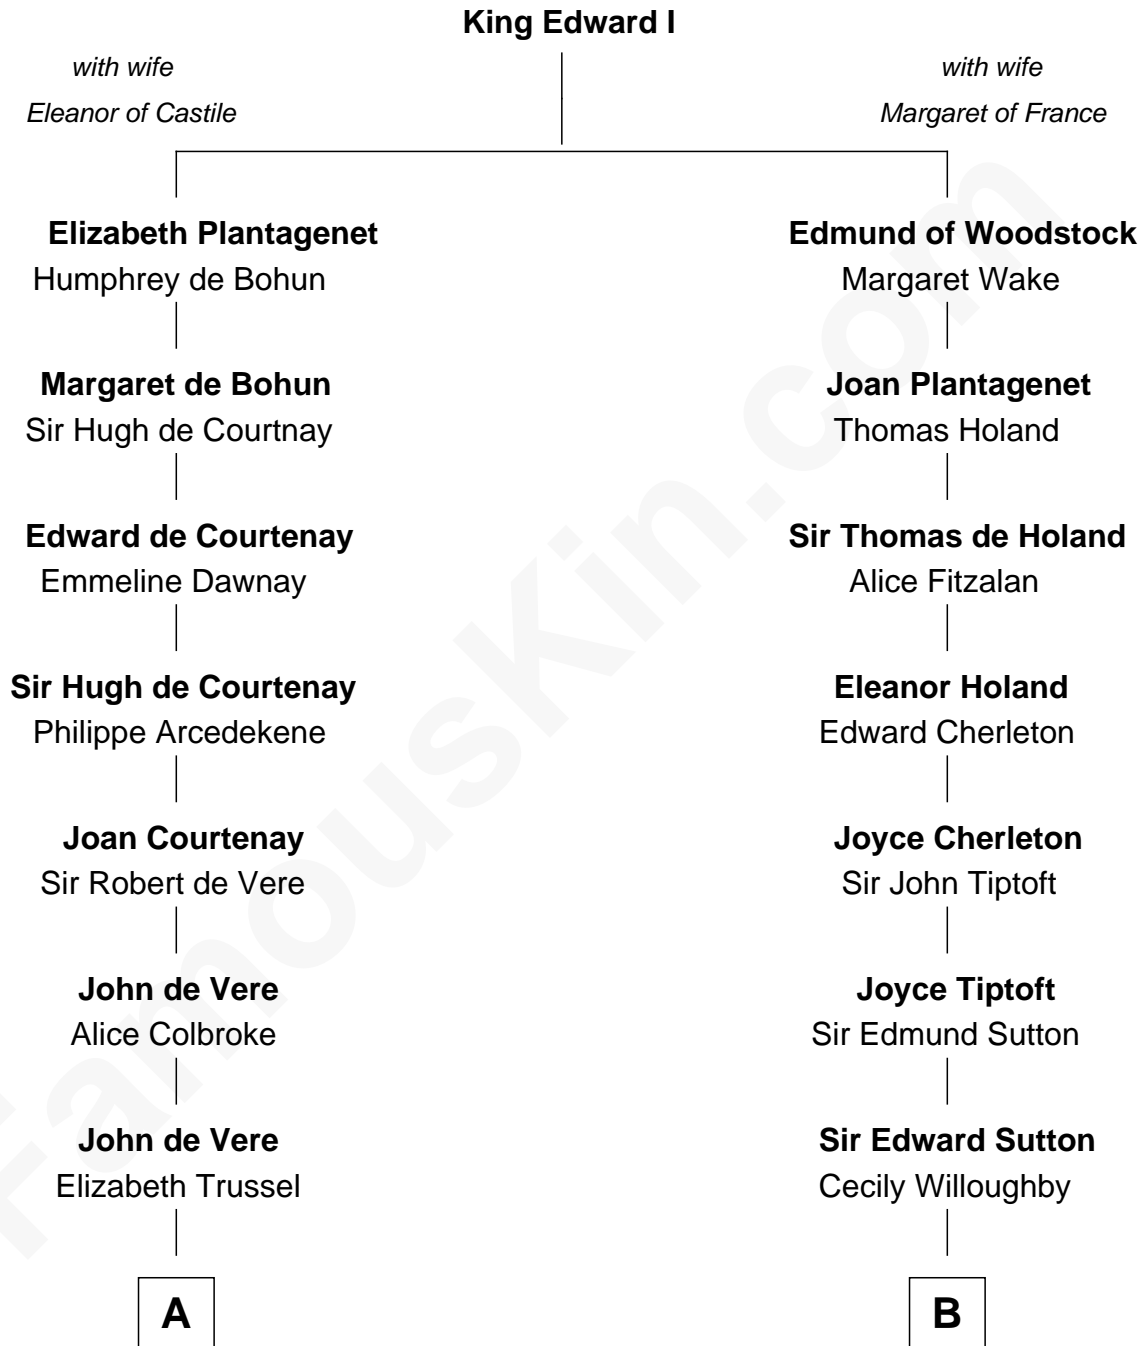 King Edward I
with wife
Eleanor of Castile
with wife
Margaret of France
Elizabeth Plantagenet
Humphrey de Bohun
Edmund of Woodstock
Margaret Wake
Margaret de Bohun
Sir Hugh de Courtnay
Joan Plantagenet
Thomas Holand
Edward de Courtenay
Emmeline Dawnay
Sir Thomas de Holand
Alice Fitzalan
Sir Hugh de Courtenay
Philippe Arcedekene
Eleanor Holand
Edward Cherleton
Joan Courtenay
Sir Robert de Vere
Joyce Cherleton
Sir John Tiptoft
John de Vere
Alice Colbroke
Joyce Tiptoft
Sir Edmund Sutton
John de Vere
Elizabeth Trussel
Sir Edward Sutton
Cecily Willoughby
A
B
FamousKin.com